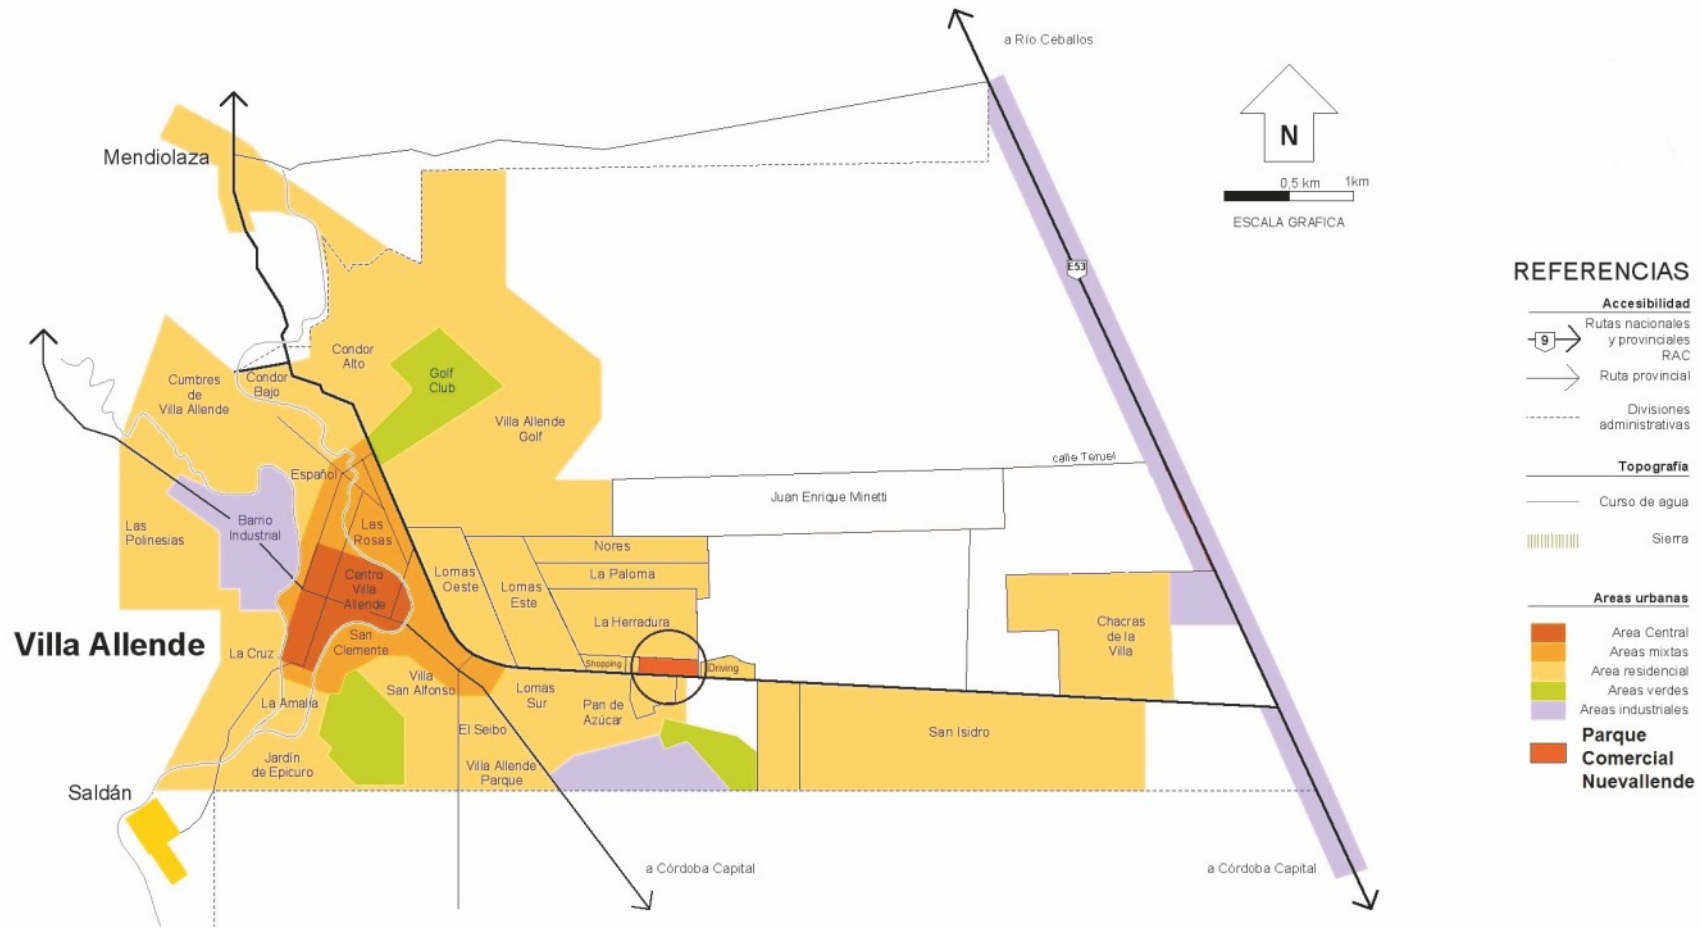 a Río Ceballos
N
0,5 km 1km
ESCALA GRAFICA
Mendiolaza
E53
REFERENCIAS
Accesibilidad
9
Rutas nacionales
y provinciales
RAC
Ruta provincial
Divisiones
administrativas
Topografía
Curso de agua
Sierra
Areas urbanas
Area Central
Areas mixtas
Area residencial
Areas verdes
Areas industriales
Parque
Comercial
Nuevallende
Condor
Alto
Golf
Club
Cumbres
de
Villa Allende
Condor
Bajo
Villa Allende
Golf
Español
calle Teruel
Juan Enrique Minetti
Las
Polinesias
Barrio
Industrial
Las
Rosas
Nores
La Paloma
Lomas
Oeste
Lomas
Este
Centro
Villa
Allende
La Herradura
Chacras
de la
Villa
Villa Allende
La Cruz
San
Clemente
Shopping
Driving
Villa
San Alfonso
Lomas
Sur
La Amalia
Pan de
Azúcar
El Seibo
San Isidro
Jardín
de Epicuro
Villa Allende
Parque
Saldán
a Córdoba Capital
a Córdoba Capital